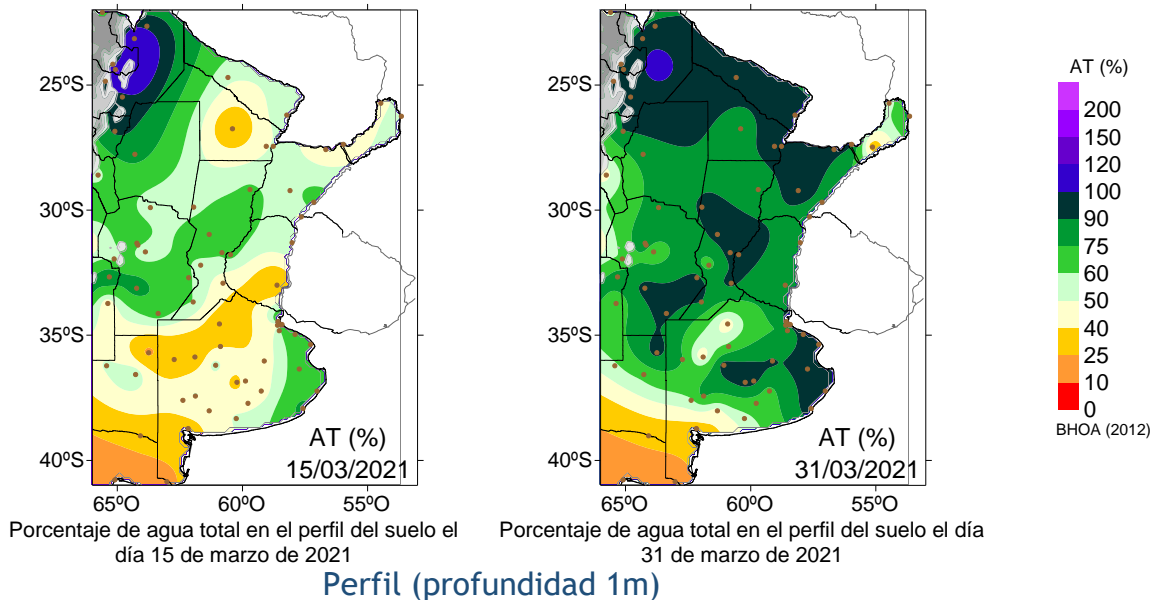 25ºS
30ºS
35ºS
40ºS
65ºO
60ºO
55ºO
AT (%)
15/03/2021
Porcentaje de agua total en el perfil del suelo el
día 15 de marzo de 2021
25ºS
30ºS
35ºS
40ºS
65ºO
60ºO
55ºO
AT (%)
31/03/2021
Porcentaje de agua total en el perfil del suelo el día
31 de marzo de 2021
AT (%)
200
150
120
100
90
75
60
50
40
25
10
0
BHOA (2012)
Perfil (profundidad 1m)